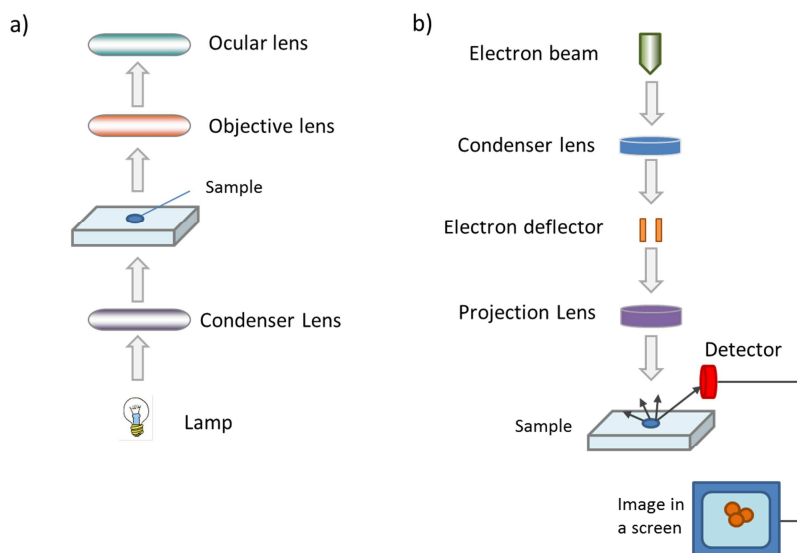 a)
Ocular lens
Objective lens
Sample
Condenser Lens
Lamp
b)
Electron beam
Condenser lens
Electron deflector
Projection Lens
Detector
Sample
Image in
a screen